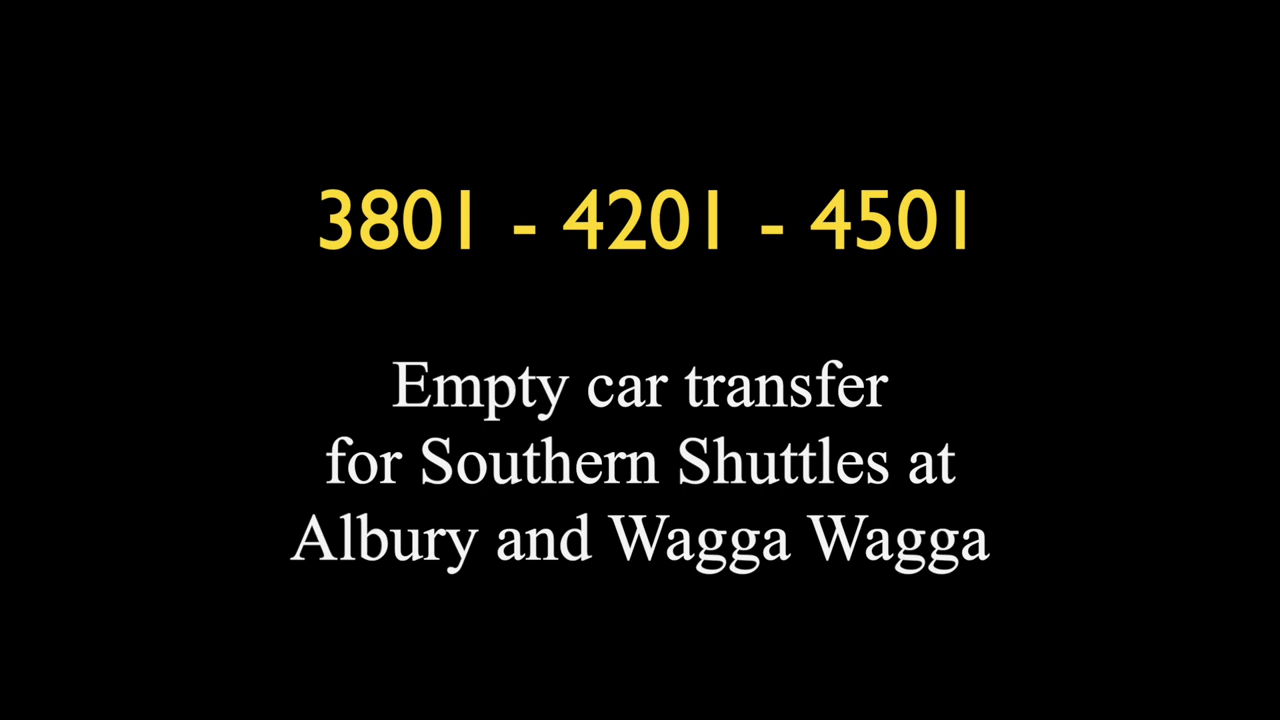 3801 - 4201 - 4501
Empty car transfer
for Southern Shuttles at
Albury and Wagga Wagga